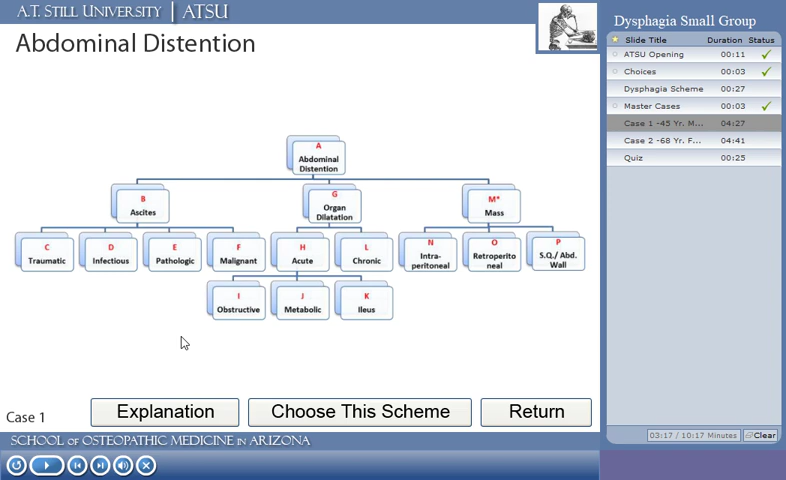 A.T. STILL UNIVERSITY | ATSU
Abdominal Distention
A
Abdominal
Distention
B
Ascites
G
Organ
Dilatation
M*
Mass
C
Traumatic
D
Infectious
E
Pathologic
F
Malignant
H
Acute
L
Chronic
N
Intra-
peritoneal
O
Retroperito
neal
P
S.Q./ Abd.
Wall
I
Obstructive
J
Metabolic
K
Ileus
Case 1
Explanation
Choose This Scheme
Return
SCHOOL OF OSTEOPATHIC MEDICINE IN ARIZONA
Dysphagia Small Group
Slide Title Duration Status
ATSU Opening 00:11
Choices 00:03
Dysphagia Scheme 00:27
Master Cases 00:03
Case 1 -45 Yr. M... 04:27
Case 2 -68 Yr. F... 04:41
Quiz 00:25
03:17 / 10:17 Minutes
Clear